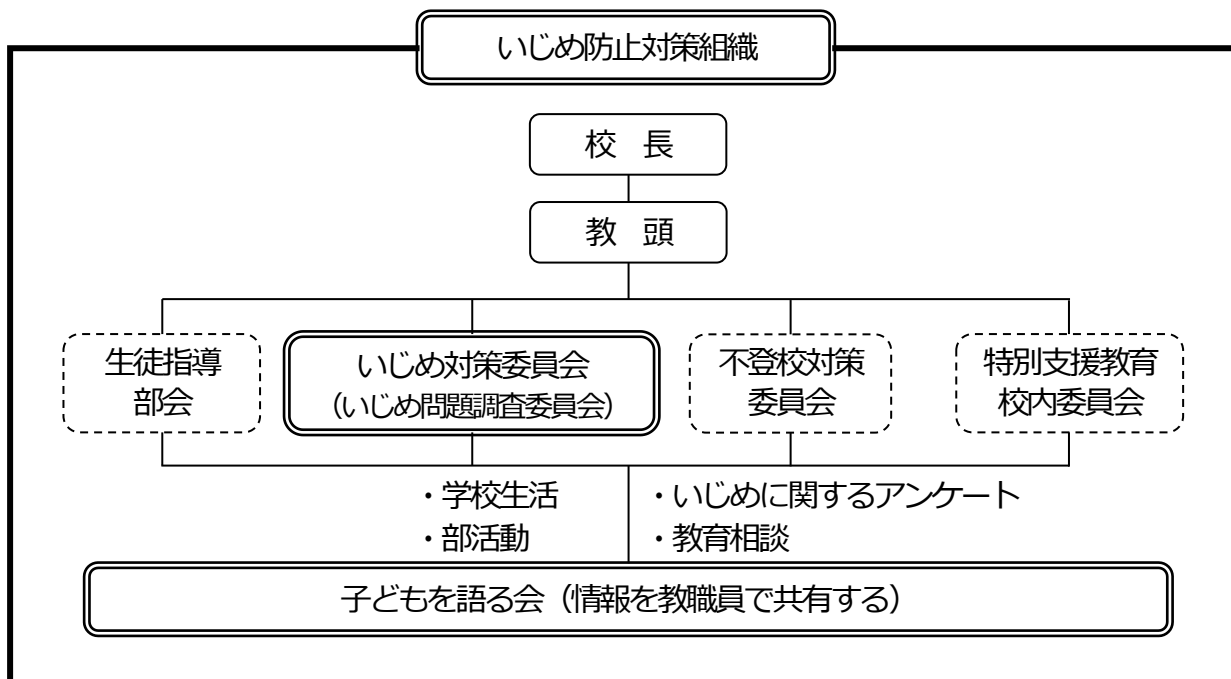 いじめ防止対策組織
校　長
教　頭
生徒指導
部会
いじめ対策委員会
（いじめ問題調査委員会）
不登校対策
委員会
特別支援教育
校内委員会
・学校生活
・部活動
・いじめに関するアンケート
・教育相談
子どもを語る会（情報を教職員で共有する）